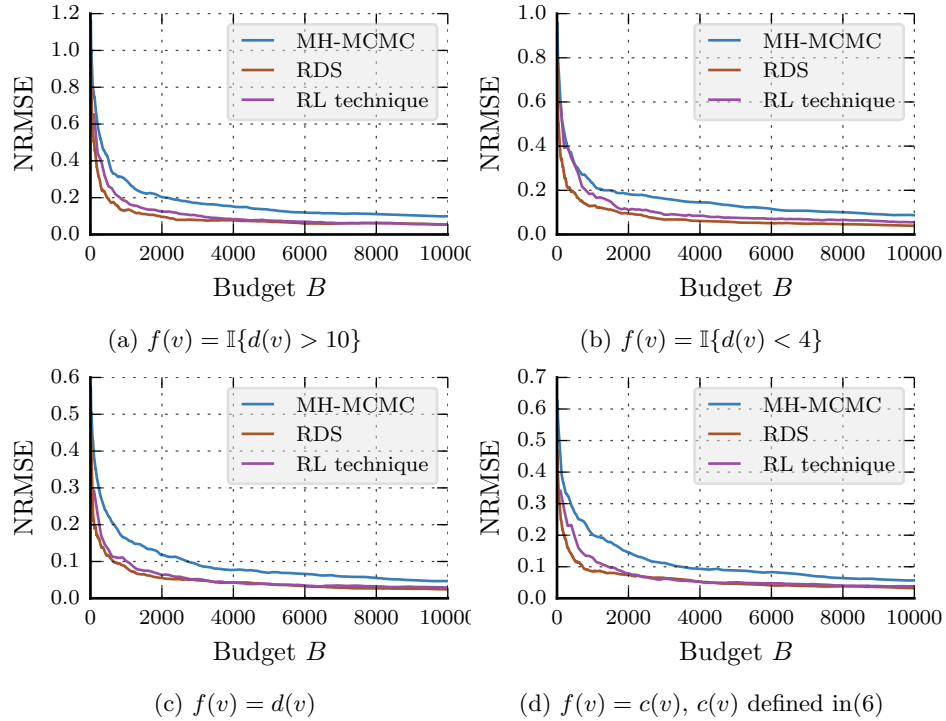 NRMSE
1.2
1.0
0.8
0.6
0.4
0.2
0.0
MH-MCMC
RDS
RL technique
0 2000 4000 6000 8000 10000
Budget B
(a) f(v) = 𝕀{d(v) > 10}
NRMSE
1.0
0.8
0.6
0.4
0.2
0.0
MH-MCMC
RDS
RL technique
0 2000 4000 6000 8000 10000
Budget B
(b) f(v) = 𝕀{d(v) < 4}
NRMSE
0.6
0.5
0.4
0.3
0.2
0.1
0.0
MH-MCMC
RDS
RL technique
0 2000 4000 6000 8000 10000
Budget B
(c) f(v) = d(v)
NRMSE
0.7
0.6
0.5
0.4
0.3
0.2
0.1
0.0
MH-MCMC
RDS
RL technique
0 2000 4000 6000 8000 10000
Budget B
(d) f(v) = c(v), c(v) defined in(6)